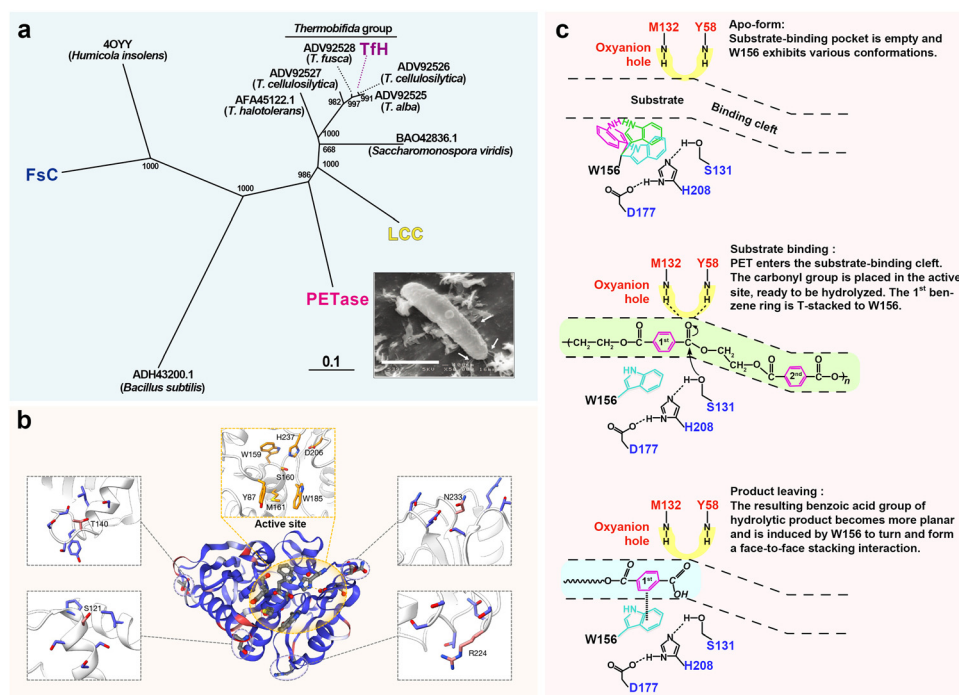 a
Thermobifida group
ADV92528
(T. fusca)
TfH
ADV92526
(T. cellulosilytica)
ADV92527
(T. cellulosilytica)
ADV92525
(T. alba)
AFA45122.1
(T. halotolerans)
4OYY
(Humicola insolens)
BAO42836.1
(Saccharomonospora viridis)
982
997
991
1000
668
1000
986
1000
1000
FsC
LCC
PETase
0.1
ADH43200.1
(Bacillus subtilis)
b
H237
W159
D206
S160
Y87
M161
W185
Active site
T140
N233
S121
R224
c
M132
Y58
Oxyanion
hole
N
H
N
H
Apo-form:
Substrate-binding pocket is empty and
W156 exhibits various conformations.
Substrate
Binding cleft
NH
HN
W156
H
O
S131
N
N
H
H208
O
O
D177
M132
Y58
Oxyanion
hole
N
H
N
H
Substrate binding :
PET enters the substrate-binding cleft.
The carbonyl group is placed in the active
site, ready to be hydrolyzed. The 1st ben-
zene ring is T-stacked to W156.
CH2
CH2
O
O
1st
O
C
O
CH2
CH2
O
O
2nd
O
O
n
W156
H
O
S131
N
N
H
H208
O
O
D177
M132
Y58
Oxyanion
hole
N
H
N
H
Product leaving :
The resulting benzoic acid group of
hydrolytic product becomes more planar
and is induced by W156 to turn and form
a face-to-face stacking interaction.
O
O
1st
C
O
OH
W156
H
O
S131
N
N
H
H208
O
O
D177